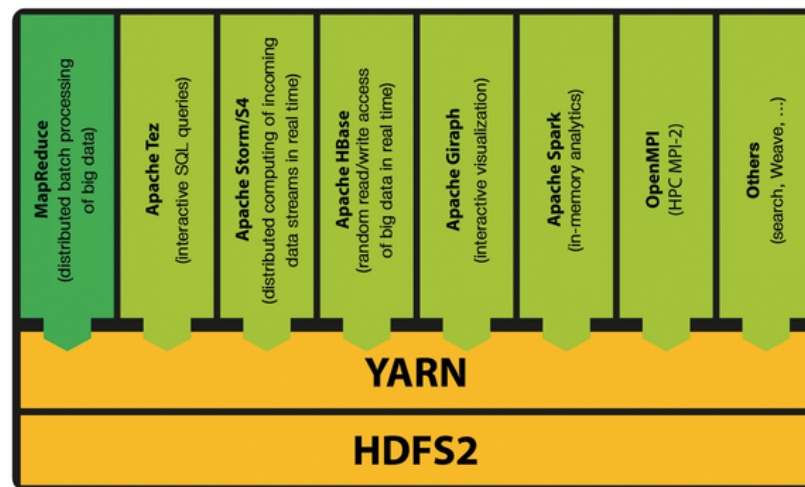 MapReduce
(distributed batch processing
of big data)
Apache Tez
(interactive SQL queries)
Apache Storm/S4
(distributed computing of incoming
data streams in real time)
Apache HBase
(random read/write access
of big data in real time)
Apache Giraph
(interactive visualization)
Apache Spark
(in-memory analytics)
OpenMPI
(HPC MPI-2)
Others
(search, Weave, ...)
YARN
HDFS2